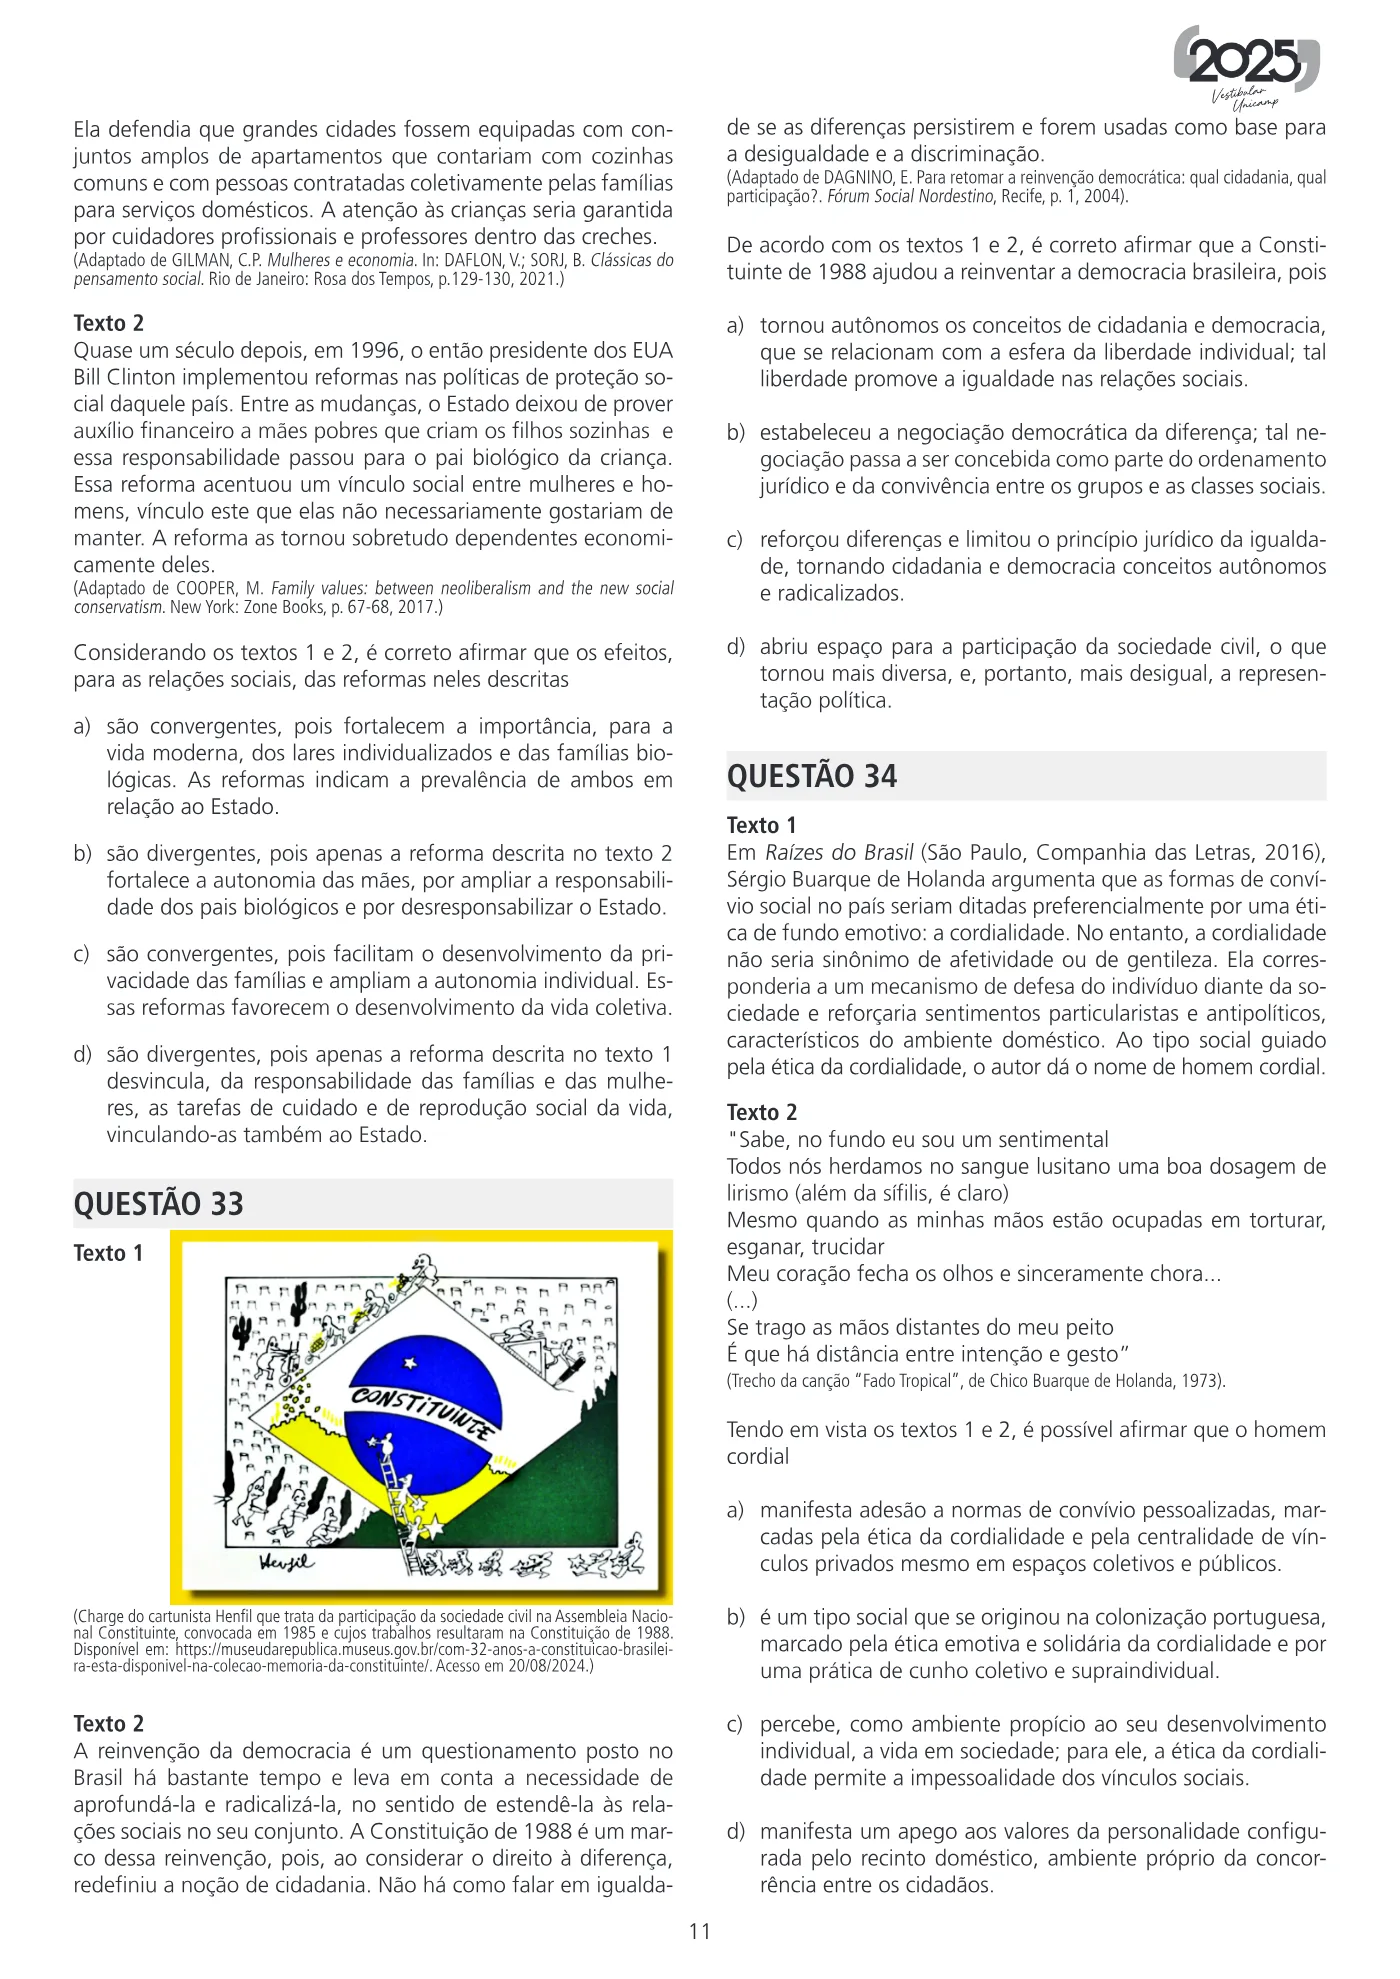 2025
Vestibular
Unicamp
Ela defendia que grandes cidades fossem equipadas com con-
juntos amplos de apartamentos que contariam com cozinhas
comuns e com pessoas contratadas coletivamente pelas famílias
para serviços domésticos. A atenção às crianças seria garantida
por cuidadores profissionais e professores dentro das creches.
(Adaptado de GILMAN, C.P. Mulheres e economia. In: DAFLON, V.; SORJ, B. Clássicas do
pensamento social. Rio de Janeiro: Rosa dos Tempos, p.129-130, 2021.)
Texto 2
Quase um século depois, em 1996, o então presidente dos EUA
Bill Clinton implementou reformas nas políticas de proteção so-
cial daquele país. Entre as mudanças, o Estado deixou de prover
auxílio financeiro a mães pobres que criam os filhos sozinhas e
essa responsabilidade passou para o pai biológico da criança.
Essa reforma acentuou um vínculo social entre mulheres e ho-
mens, vínculo este que elas não necessariamente gostariam de
manter. A reforma as tornou sobretudo dependentes economi-
camente deles.
(Adaptado de COOPER, M. Family values: between neoliberalism and the new social
conservatism. New York: Zone Books, p. 67-68, 2017.)
Considerando os textos 1 e 2, é correto afirmar que os efeitos,
para as relações sociais, das reformas neles descritas
a) são convergentes, pois fortalecem a importância, para a
vida moderna, dos lares individualizados e das famílias bio-
lógicas. As reformas indicam a prevalência de ambos em
relação ao Estado.
b) são divergentes, pois apenas a reforma descrita no texto 2
fortalece a autonomia das mães, por ampliar a responsabili-
dade dos pais biológicos e por desresponsabilizar o Estado.
c) são convergentes, pois facilitam o desenvolvimento da pri-
vacidade das famílias e ampliam a autonomia individual. Es-
sas reformas favorecem o desenvolvimento da vida coletiva.
d) são divergentes, pois apenas a reforma descrita no texto 1
desvincula, da responsabilidade das famílias e das mulhe-
res, as tarefas de cuidado e de reprodução social da vida,
vinculando-as também ao Estado.
QUESTÃO 33
Texto 1
CONSTITUINTE
Henfil
(Charge do cartunista Henfil que trata da participação da sociedade civil na Assembleia Nacio-
nal Constituinte, convocada em 1985 e cujos trabalhos resultaram na Constituição de 1988.
Disponível em: https://museudarepublica.museus.gov.br/com-32-anos-a-constituicao-brasilei-
ra-esta-disponivel-na-colecao-memoria-da-constituinte/. Acesso em 20/08/2024.)
Texto 2
A reinvenção da democracia é um questionamento posto no
Brasil há bastante tempo e leva em conta a necessidade de
aprofundá-la e radicalizá-la, no sentido de estendê-la às rela-
ções sociais no seu conjunto. A Constituição de 1988 é um mar-
co dessa reinvenção, pois, ao considerar o direito à diferença,
redefiniu a noção de cidadania. Não há como falar em igualda-
de se as diferenças persistirem e forem usadas como base para
a desigualdade e a discriminação.
(Adaptado de DAGNINO, E. Para retomar a reinvenção democrática: qual cidadania, qual
participação?. Fórum Social Nordestino, Recife, p. 1, 2004).
De acordo com os textos 1 e 2, é correto afirmar que a Consti-
tuinte de 1988 ajudou a reinventar a democracia brasileira, pois
a) tornou autônomos os conceitos de cidadania e democracia,
que se relacionam com a esfera da liberdade individual; tal
liberdade promove a igualdade nas relações sociais.
b) estabeleceu a negociação democrática da diferença; tal ne-
gociação passa a ser concebida como parte do ordenamento
jurídico e da convivência entre os grupos e as classes sociais.
c) reforçou diferenças e limitou o princípio jurídico da igualda-
de, tornando cidadania e democracia conceitos autônomos
e radicalizados.
d) abriu espaço para a participação da sociedade civil, o que
tornou mais diversa, e, portanto, mais desigual, a represen-
tação política.
QUESTÃO 34
Texto 1
Em Raízes do Brasil (São Paulo, Companhia das Letras, 2016),
Sérgio Buarque de Holanda argumenta que as formas de conví-
vio social no país seriam ditadas preferencialmente por uma éti-
ca de fundo emotivo: a cordialidade. No entanto, a cordialidade
não seria sinônimo de afetividade ou de gentileza. Ela corres-
ponderia a um mecanismo de defesa do indivíduo diante da so-
ciedade e reforçaria sentimentos particularistas e antipolíticos,
característicos do ambiente doméstico. Ao tipo social guiado
pela ética da cordialidade, o autor dá o nome de homem cordial.
Texto 2
"Sabe, no fundo eu sou um sentimental
Todos nós herdamos no sangue lusitano uma boa dosagem de
lirismo (além da sífilis, é claro)
Mesmo quando as minhas mãos estão ocupadas em torturar,
esganar, trucidar
Meu coração fecha os olhos e sinceramente chora...
(...)
Se trago as mãos distantes do meu peito
É que há distância entre intenção e gesto”
(Trecho da canção “Fado Tropical”, de Chico Buarque de Holanda, 1973).
Tendo em vista os textos 1 e 2, é possível afirmar que o homem
cordial
a) manifesta adesão a normas de convívio pessoalizadas, mar-
cadas pela ética da cordialidade e pela centralidade de vín-
culos privados mesmo em espaços coletivos e públicos.
b) é um tipo social que se originou na colonização portuguesa,
marcado pela ética emotiva e solidária da cordialidade e por
uma prática de cunho coletivo e supraindividual.
c) percebe, como ambiente propício ao seu desenvolvimento
individual, a vida em sociedade; para ele, a ética da cordiali-
dade permite a impessoalidade dos vínculos sociais.
d) manifesta um apego aos valores da personalidade configu-
rada pelo recinto doméstico, ambiente próprio da concor-
rência entre os cidadãos.
11